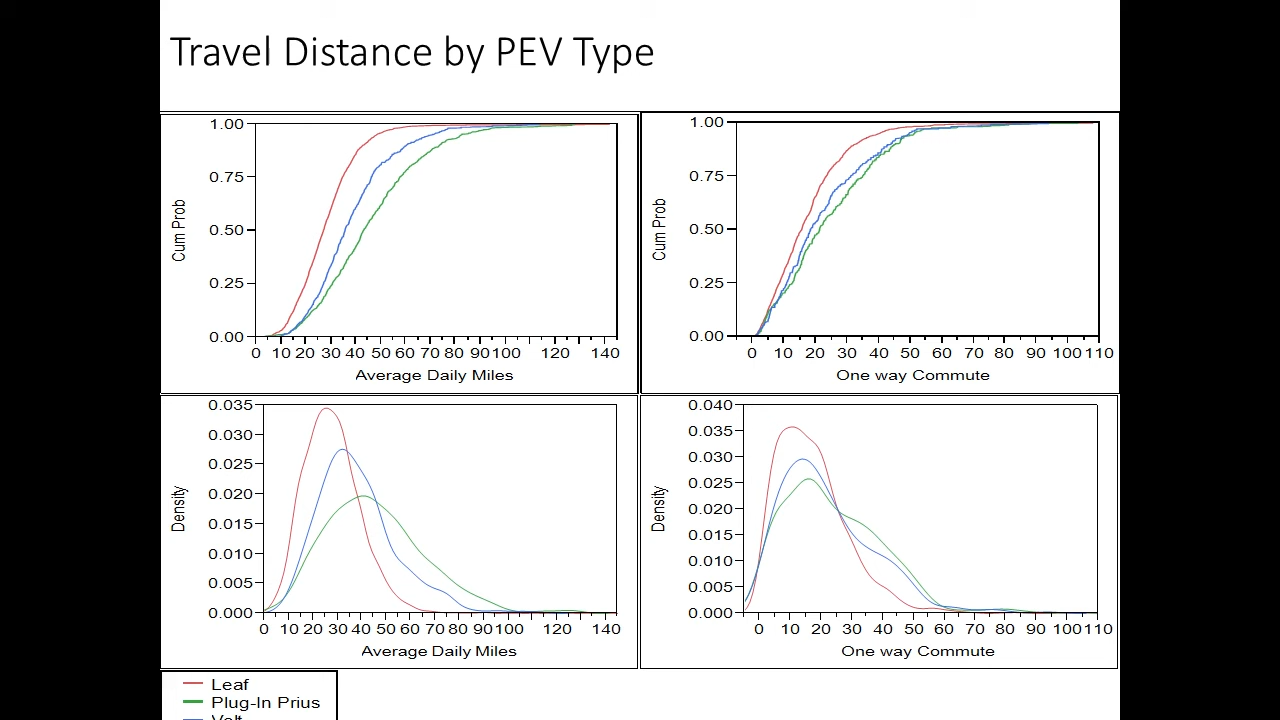 Travel Distance by PEV Type
1.00
0.75
0.50
0.25
0.00
Cum Prob
0 10 20 30 40 50 60 70 80 90 100 120 140
Average Daily Miles
1.00
0.75
0.50
0.25
0.00
Cum Prob
0 10 20 30 40 50 60 70 80 90 100 110
One way Commute
0.035
0.030
0.025
0.020
0.015
0.010
0.005
0.000
Density
0 10 20 30 40 50 60 70 80 90 100 120 140
Average Daily Miles
0.040
0.035
0.030
0.025
0.020
0.015
0.010
0.005
0.000
Density
0 10 20 30 40 50 60 70 80 90 100 110
One way Commute
Leaf
Plug-In Prius
Volt